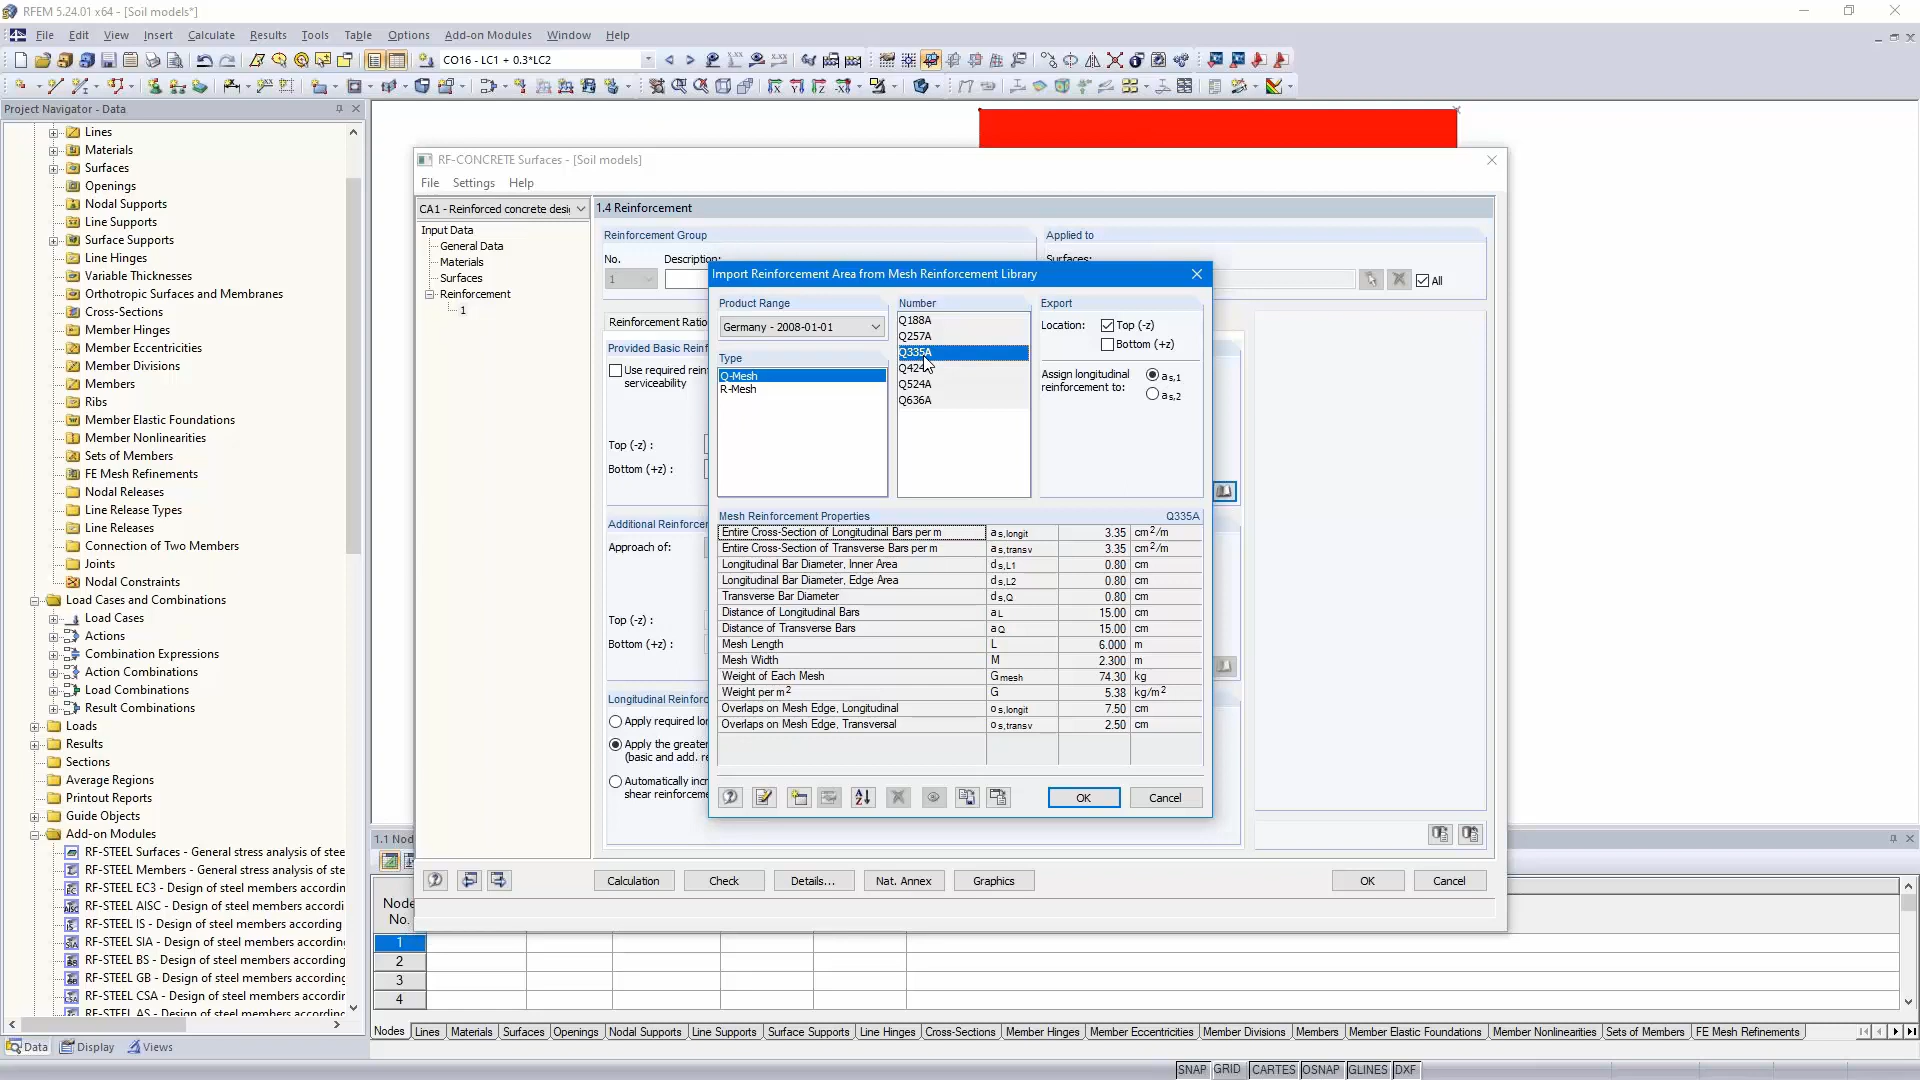 RFEM 5.24.01 x64 - [Soil models*]
File Edit View Insert Calculate Results Tools Table Options Add-on Modules Window Help
CO16 - LC1 + 0.3*LC2
Project Navigator - Data
Lines
Materials
Surfaces
Openings
Nodal Supports
Line Supports
Surface Supports
Line Hinges
Variable Thicknesses
Orthotropic Surfaces and Membranes
Cross-Sections
Member Hinges
Member Eccentricities
Member Divisions
Members
Ribs
Member Elastic Foundations
Member Nonlinearities
Sets of Members
FE Mesh Refinements
Nodal Releases
Line Release Types
Line Releases
Connection of Two Members
Joints
Nodal Constraints
Load Cases and Combinations
Load Cases
Actions
Combination Expressions
Action Combinations
Load Combinations
Result Combinations
Loads
Results
Sections
Average Regions
Printout Reports
Guide Objects
Add-on Modules
RF-STEEL Surfaces - General stress analysis of stee
RF-STEEL Members - General stress analysis of ste
RF-STEEL EC3 - Design of steel members accordin
RF-STEEL AISC - Design of steel members accordi
RF-STEEL IS - Design of steel members according
RF-STEEL SIA - Design of steel members according
RF-STEEL BS - Design of steel members according
RF-STEEL GB - Design of steel members according
RF-STEEL CSA - Design of steel members accordin
RF-STEEL AS - Design of steel members according
Data Display Views
RF-CONCRETE Surfaces - [Soil models]
File Settings Help
CA1 - Reinforced concrete desi
Input Data
General Data
Materials
Surfaces
Reinforcement
1
1.4 Reinforcement
Reinforcement Group
No. Description:
1
Applied to
Surfaces:
All
Reinforcement Ratio
Provided Basic Reinf
Use required rein
serviceability
Top (-z) :
Bottom (+z) :
Additional Reinforcer
Approach of:
Top (-z) :
Bottom (+z) :
Longitudinal Reinforc
Apply required lon
Apply the greater
(basic and add. re
Automatically incr
shear reinforceme
Import Reinforcement Area from Mesh Reinforcement Library
Product Range
Germany - 2008-01-01
Type
Q-Mesh
R-Mesh
Number
Q188A
Q257A
Q335A
Q424
Q524A
Q636A
Export
Location: Top (-z)
Bottom (+z)
Assign longitudinal
reinforcement to:
as,1
as,2
Mesh Reinforcement Properties Q335A
Entire Cross-Section of Longitudinal Bars per m as,longit 3.35 cm2/m
Entire Cross-Section of Transverse Bars per m as,transv 3.35 cm2/m
Longitudinal Bar Diameter, Inner Area ds,L1 0.80 cm
Longitudinal Bar Diameter, Edge Area ds,L2 0.80 cm
Transverse Bar Diameter ds,Q 0.80 cm
Distance of Longitudinal Bars aL 15.00 cm
Distance of Transverse Bars aQ 15.00 cm
Mesh Length L 6.000 m
Mesh Width M 2.300 m
Weight of Each Mesh Gmesh 74.30 kg
Weight per m2 G 5.38 kg/m2
Overlaps on Mesh Edge, Longitudinal os,longit 7.50 cm
Overlaps on Mesh Edge, Transversal os,transv 2.50 cm
OK Cancel
Calculation Check Details... Nat. Annex Graphics OK Cancel
1.1 Nod
Node
No.
1
2
3
4
Nodes Lines Materials Surfaces Openings Nodal Supports Line Supports Surface Supports Line Hinges Cross-Sections Member Hinges Member Eccentricities Member Divisions Members Member Elastic Foundations Member Nonlinearities Sets of Members FE Mesh Refinements
SNAP GRID CARTES OSNAP GLINES DXF